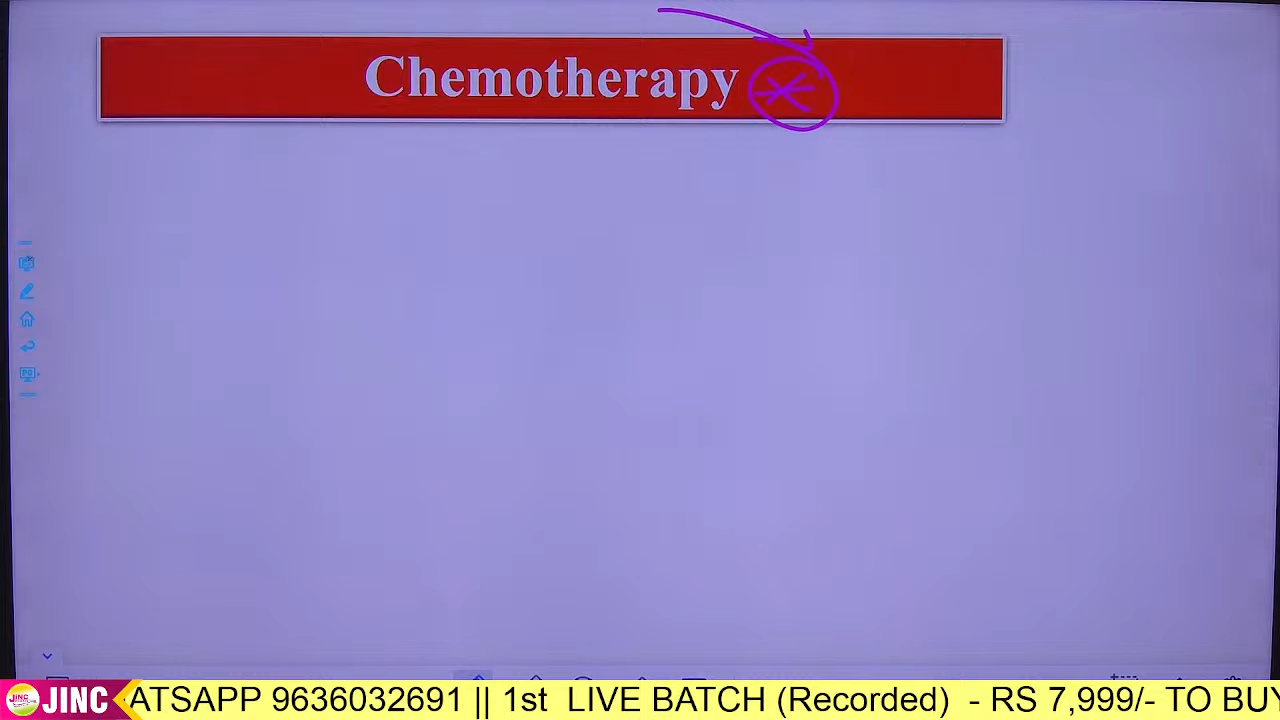 Chemotherapy
JINC ATSAPP 9636032691 || 1st LIVE BATCH (Recorded) - RS 7,999/- TO BUY